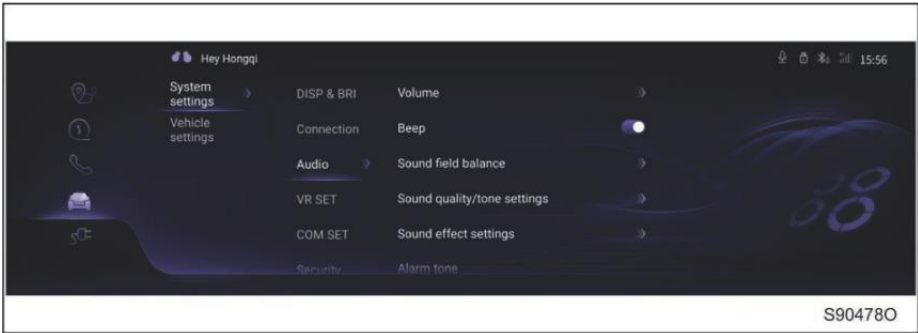 Hey Hongqi
15:56
System
settings
Vehicle
settings
DISP & BRI
Connection
Audio
VR SET
COM SET
Security
Volume
Beep
Sound field balance
Sound quality/tone settings
Sound effect settings
Alarm tone
S90478O